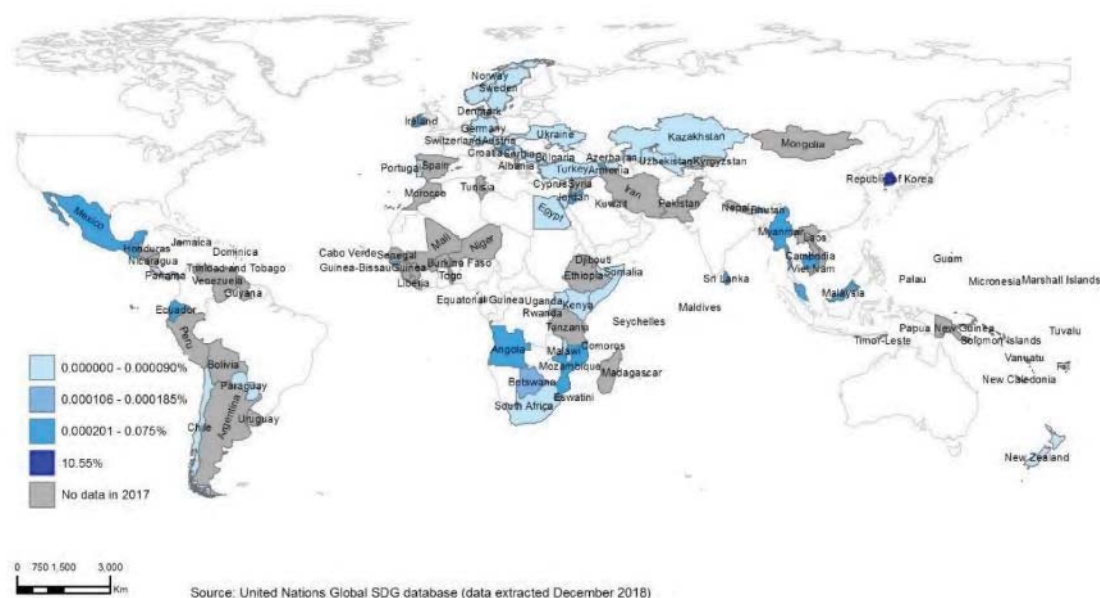 Norway
Sweden
Denmark
Ireland
Germany
Switzerland Austria
Ukraine
Kazakhstan
Mongolia
Croatia Serbia
Bulgaria
Azerbaijan
Uzbekistan Kyrgyzstan
Portugal Spain
Albania
Turkey
Armenia
Republic of Korea
Morocco
Tunisia
Cyprus Syria
Jordan
Iran
Kuwait
Pakistan
Nepal
Bhutan
Mexico
Egypt
Myanmar
Laos
Honduras
Jamaica
Dominica
Nicaragua
Panama
Trinidad and Tobago
Venezuela
Guyana
Cabo Verde
Senegal
Mali
Niger
Guinea-Bissau Guinea
Burkina Faso
Liberia
Togo
Djibouti
Ethiopia
Somalia
Sri Lanka
Cambodia
Viet Nam
Guam
Palau
Micronesia
Marshall Islands
Ecuador
Equatorial Guinea
Uganda
Kenya
Rwanda
Maldives
Malaysia
Peru
Tanzania
Seychelles
Papua New Guinea
Timor-Leste
Solomon Islands
Tuvalu
Angola
Malawi
Comoros
Bolivia
Mozambique
Madagascar
Vanuatu
Fiji
New Caledonia
Paraguay
Botswana
Eswatini
South Africa
Chile
Argentina
Uruguay
New Zealand
0.000000 - 0.000090%
0.000106 - 0.000185%
0.000201 - 0.075%
10.55%
No data in 2017
0 750 1,500 3,000
Km
Source: United Nations Global SDG database (data extracted December 2018)